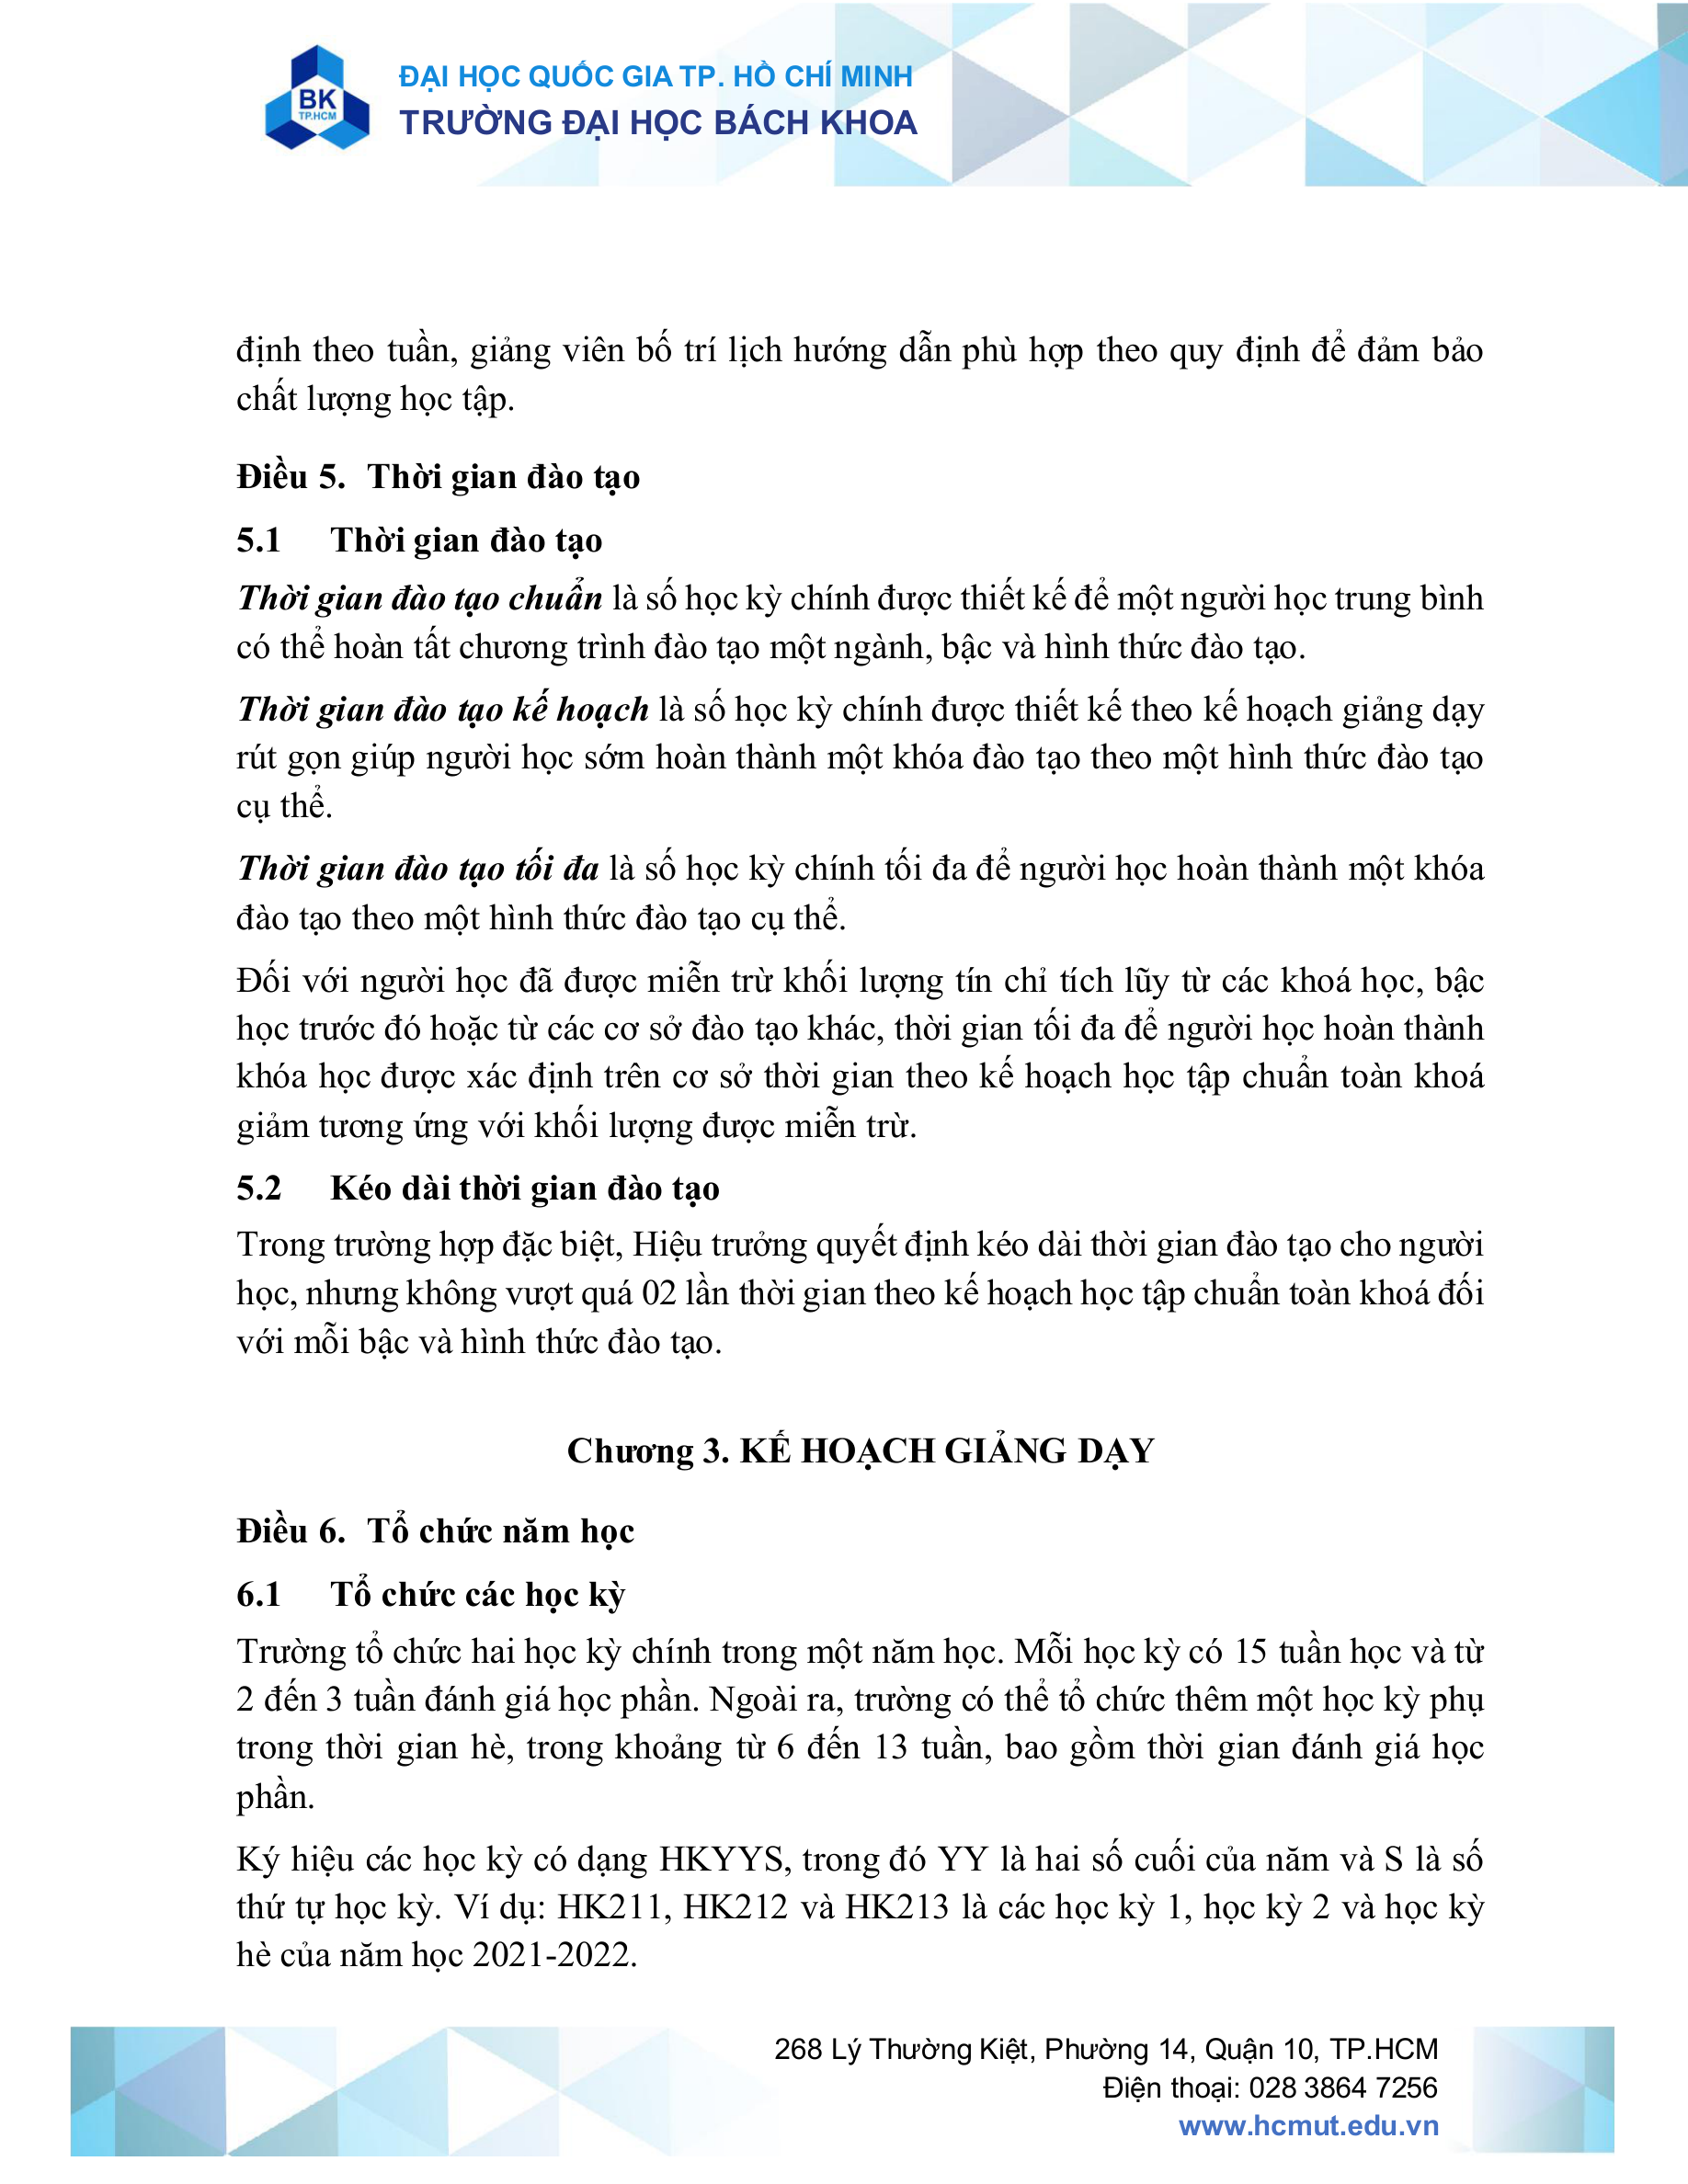 BK
TP.HCM
ĐẠI HỌC QUỐC GIA TP. HỒ CHÍ MINH
TRƯỜNG ĐẠI HỌC BÁCH KHOA
định theo tuần, giảng viên bố trí lịch hướng dẫn phù hợp theo quy định để đảm bảo
chất lượng học tập.
Điều 5. Thời gian đào tạo
5.1 Thời gian đào tạo
Thời gian đào tạo chuẩn là số học kỳ chính được thiết kế để một người học trung bình
có thể hoàn tất chương trình đào tạo một ngành, bậc và hình thức đào tạo.
Thời gian đào tạo kế hoạch là số học kỳ chính được thiết kế theo kế hoạch giảng dạy
rút gọn giúp người học sớm hoàn thành một khóa đào tạo theo một hình thức đào tạo
cụ thể.
Thời gian đào tạo tối đa là số học kỳ chính tối đa để người học hoàn thành một khóa
đào tạo theo một hình thức đào tạo cụ thể.
Đối với người học đã được miễn trừ khối lượng tín chỉ tích lũy từ các khoá học, bậc
học trước đó hoặc từ các cơ sở đào tạo khác, thời gian tối đa để người học hoàn thành
khóa học được xác định trên cơ sở thời gian theo kế hoạch học tập chuẩn toàn khoá
giảm tương ứng với khối lượng được miễn trừ.
5.2 Kéo dài thời gian đào tạo
Trong trường hợp đặc biệt, Hiệu trưởng quyết định kéo dài thời gian đào tạo cho người
học, nhưng không vượt quá 02 lần thời gian theo kế hoạch học tập chuẩn toàn khoá đối
với mỗi bậc và hình thức đào tạo.
Chương 3. KẾ HOẠCH GIẢNG DẠY
Điều 6. Tổ chức năm học
6.1 Tổ chức các học kỳ
Trường tổ chức hai học kỳ chính trong một năm học. Mỗi học kỳ có 15 tuần học và từ
2 đến 3 tuần đánh giá học phần. Ngoài ra, trường có thể tổ chức thêm một học kỳ phụ
trong thời gian hè, trong khoảng từ 6 đến 13 tuần, bao gồm thời gian đánh giá học
phần.
Ký hiệu các học kỳ có dạng HKYYS, trong đó YY là hai số cuối của năm và S là số
thứ tự học kỳ. Ví dụ: HK211, HK212 và HK213 là các học kỳ 1, học kỳ 2 và học kỳ
hè của năm học 2021-2022.
268 Lý Thường Kiệt, Phường 14, Quận 10, TP.HCM
Điện thoại: 028 3864 7256
www.hcmut.edu.vn